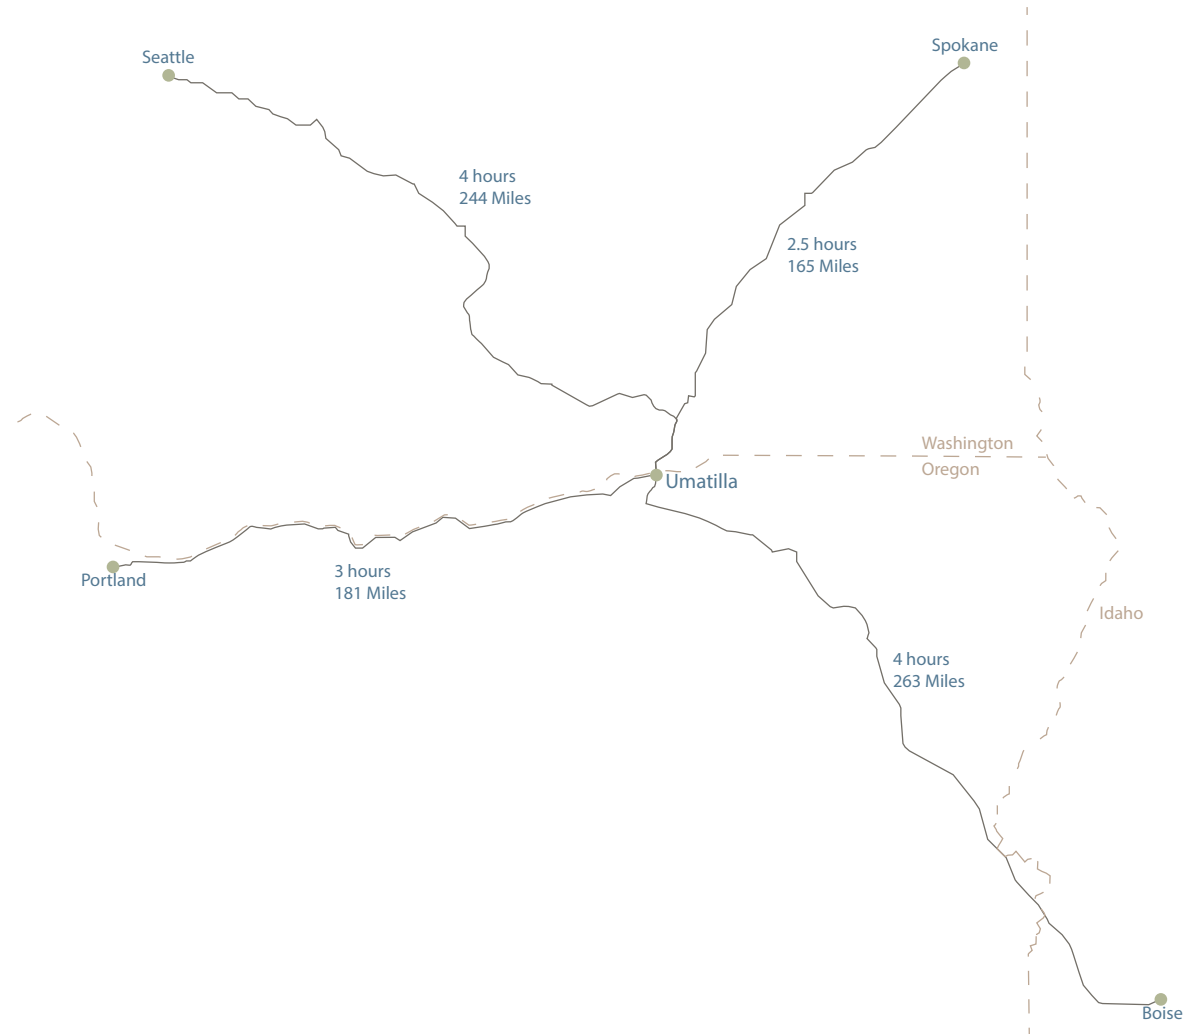 Seattle
Spokane
4 hours
244 Miles
2.5 hours
165 Miles
Washington
Oregon
Umatilla
Portland
3 hours
181 Miles
Idaho
4 hours
263 Miles
Boise